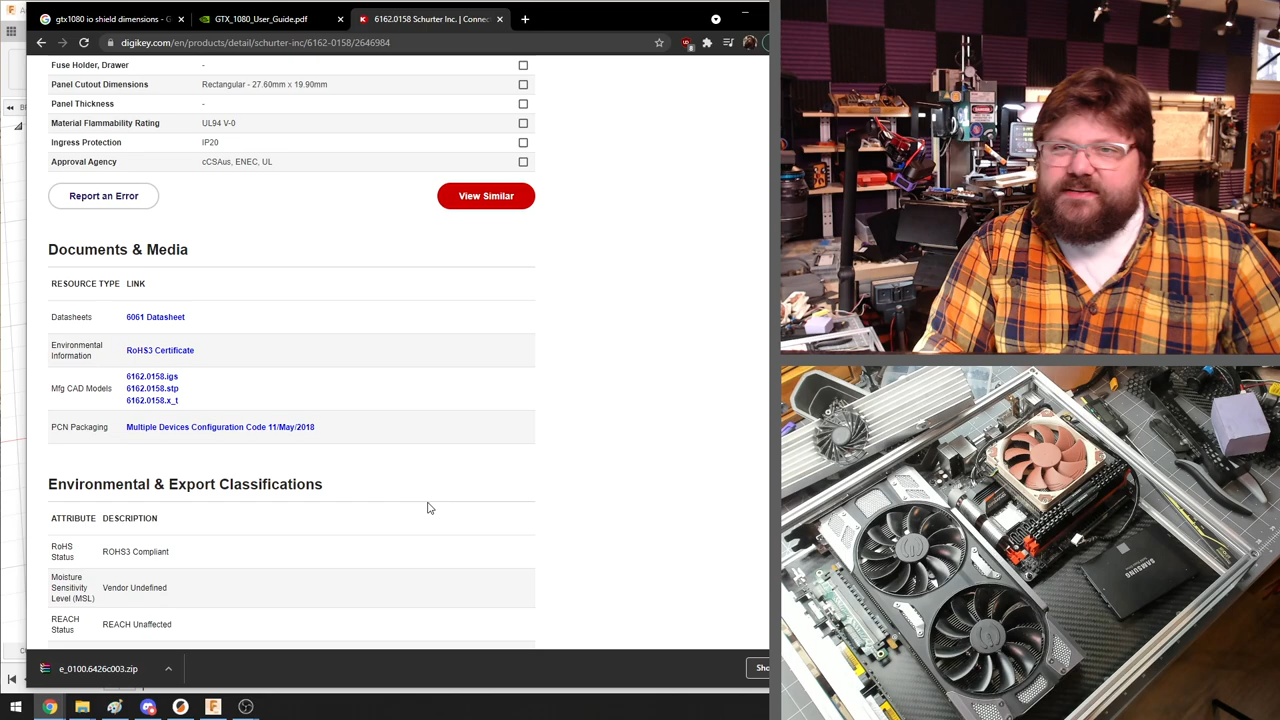 gtx1080 io shield dimensions - G
GTX_1080_User_Guide.pdf
6162.0158 Schurter Inc. | Connec
digikey.com/en/products/detail/schurter-inc/6162-0158/2646984
Fuse Holder, Drawer -
Panel Cutout Dimensions Rectangular - 27.60mm x 19.90mm
Panel Thickness -
Material Flammability Rating UL94 V-0
Ingress Protection IP20
Approval Agency cCSAus, ENEC, UL
Report an Error
View Similar
Documents & Media
RESOURCE TYPE LINK
Datasheets 6061 Datasheet
Environmental
Information
RoHS3 Certificate
Mfg CAD Models
6162.0158.igs
6162.0158.stp
6162.0158.x_t
PCN Packaging Multiple Devices Configuration Code 11/May/2018
Environmental & Export Classifications
ATTRIBUTE DESCRIPTION
RoHS
Status
ROHS3 Compliant
Moisture
Sensitivity
Level (MSL)
Vendor Undefined
REACH
Status
REACH Unaffected
e_0100.6426c003.zip
Sho
DANGER
SAMSUNG